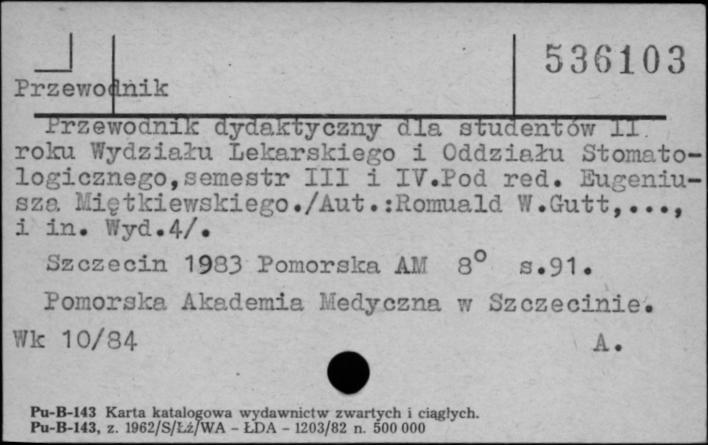 536103
Przewodnik
Przewodnik dydaktyczny dla studentów II
roku Wydziału Lekarskiego i Oddziału Stomato-
logicznego,semestr III i IV.Pod red. Eugeniu-
sza Miętkiewskiego./Aut.:Romuald W.Gutt,...,
i in. Wyd.4/.
Szczecin 1983 Pomorska AM 8° s.91.
Pomorska Akademia Medyczna w Szczecinie.
Wk 10/84 A.
Pu-B-143 Karta katalogowa wydawnictw zwartych i ciągłych.
Pu-B-143, z. 1962/S/Łź/WA - ŁDA - 1203/82 n. 500 000